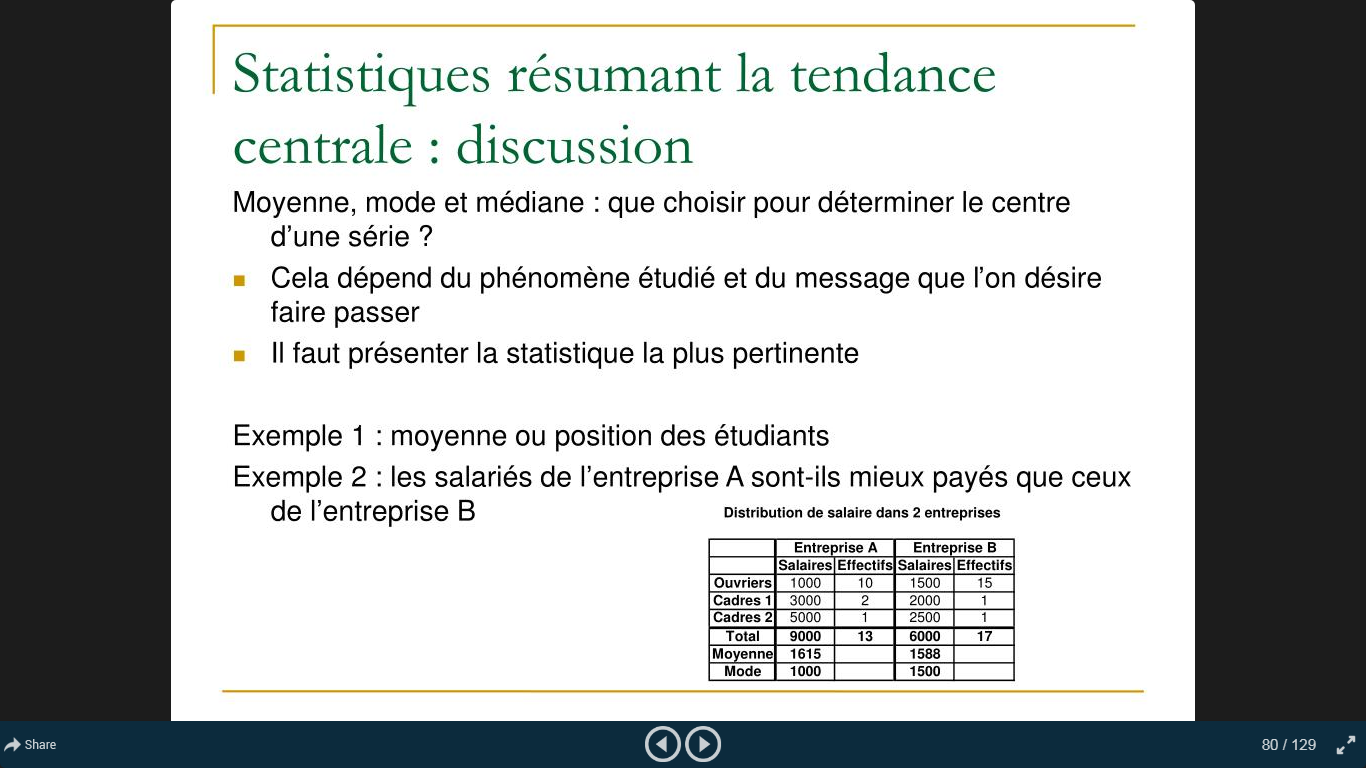 Statistiques résumant la tendance
centrale : discussion
Moyenne, mode et médiane : que choisir pour déterminer le centre
d'une série ?
Cela dépend du phénomène étudié et du message que l'on désire
faire passer
Il faut présenter la statistique la plus pertinente
Exemple 1 : moyenne ou position des étudiants
Exemple 2 : les salariés de l'entreprise A sont-ils mieux payés que ceux
de l'entreprise B
Distribution de salaire dans 2 entreprises
Entreprise A Entreprise B
Salaires Effectifs Salaires Effectifs
Ouvriers 1000 10 1500 15
Cadres 1 3000 2 2000 1
Cadres 2 5000 1 2500 1
Total 9000 13 6000 17
Moyenne 1615 1588
Mode 1000 1500
Share 80 / 129